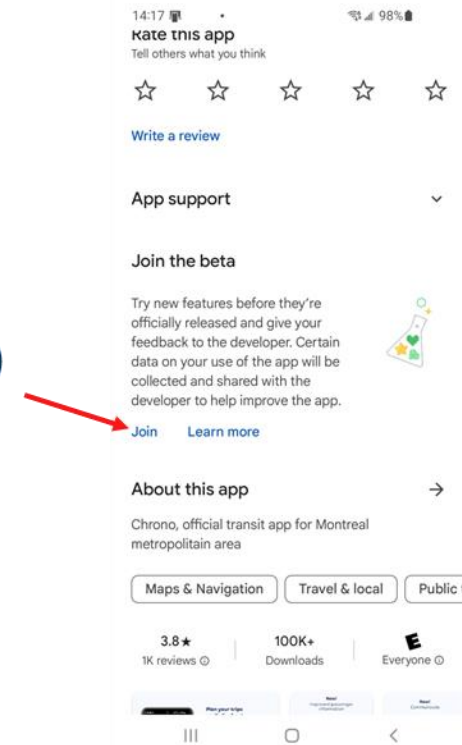 14:17 98%
Rate this app
Tell others what you think
Write a review
App support
Join the beta
Try new features before they're
officially released and give your
feedback to the developer. Certain
data on your use of the app will be
collected and shared with the
developer to help improve the app.
Join Learn more
About this app
Chrono, official transit app for Montreal
metropolitain area
Maps & Navigation Travel & local Public
3.8★ 100K+ E
1K reviews Downloads Everyone
Plan your trips
New! New!